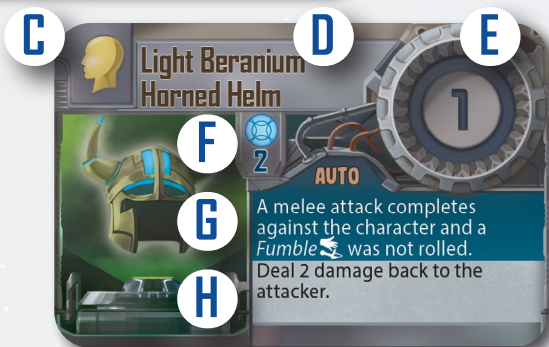 C
D
E
Light Beranium
Horned Helm
1
F
2
AUTO
G
A melee attack completes
against the character and a
Fumble was not rolled.
H
Deal 2 damage back to the
attacker.